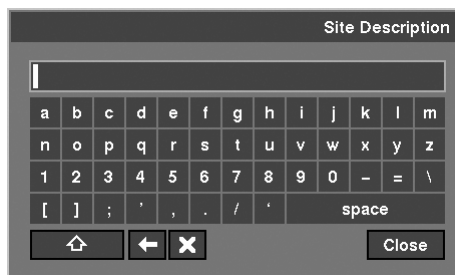 Site Description
a b c d e f g h i j k l m
n o p q r s t u v w x y z
1 2 3 4 5 6 7 8 9 0 - = \
[ ] ; ' , . / ‘ space
Close